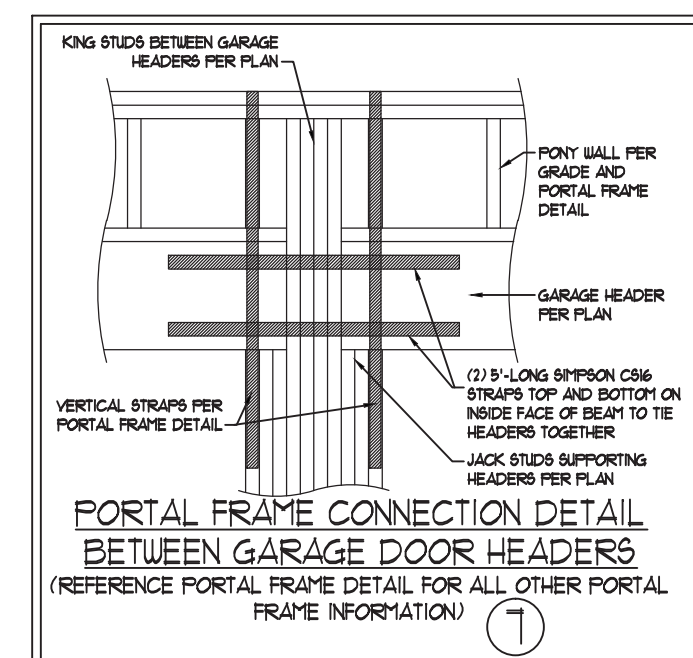 KING STUDS BETWEEN GARAGE
HEADERS PER PLAN
PONY WALL PER
GRADE AND
PORTAL FRAME
DETAIL
GARAGE HEADER
PER PLAN
(2) 5'-LONG SIMPSON CS16
STRAPS TOP AND BOTTOM ON
INSIDE FACE OF BEAM TO TIE
HEADERS TOGETHER
VERTICAL STRAPS PER
PORTAL FRAME DETAIL
JACK STUDS SUPPORTING
HEADERS PER PLAN
PORTAL FRAME CONNECTION DETAIL
BETWEEN GARAGE DOOR HEADERS
(REFERENCE PORTAL FRAME DETAIL FOR ALL OTHER PORTAL
FRAME INFORMATION)
7